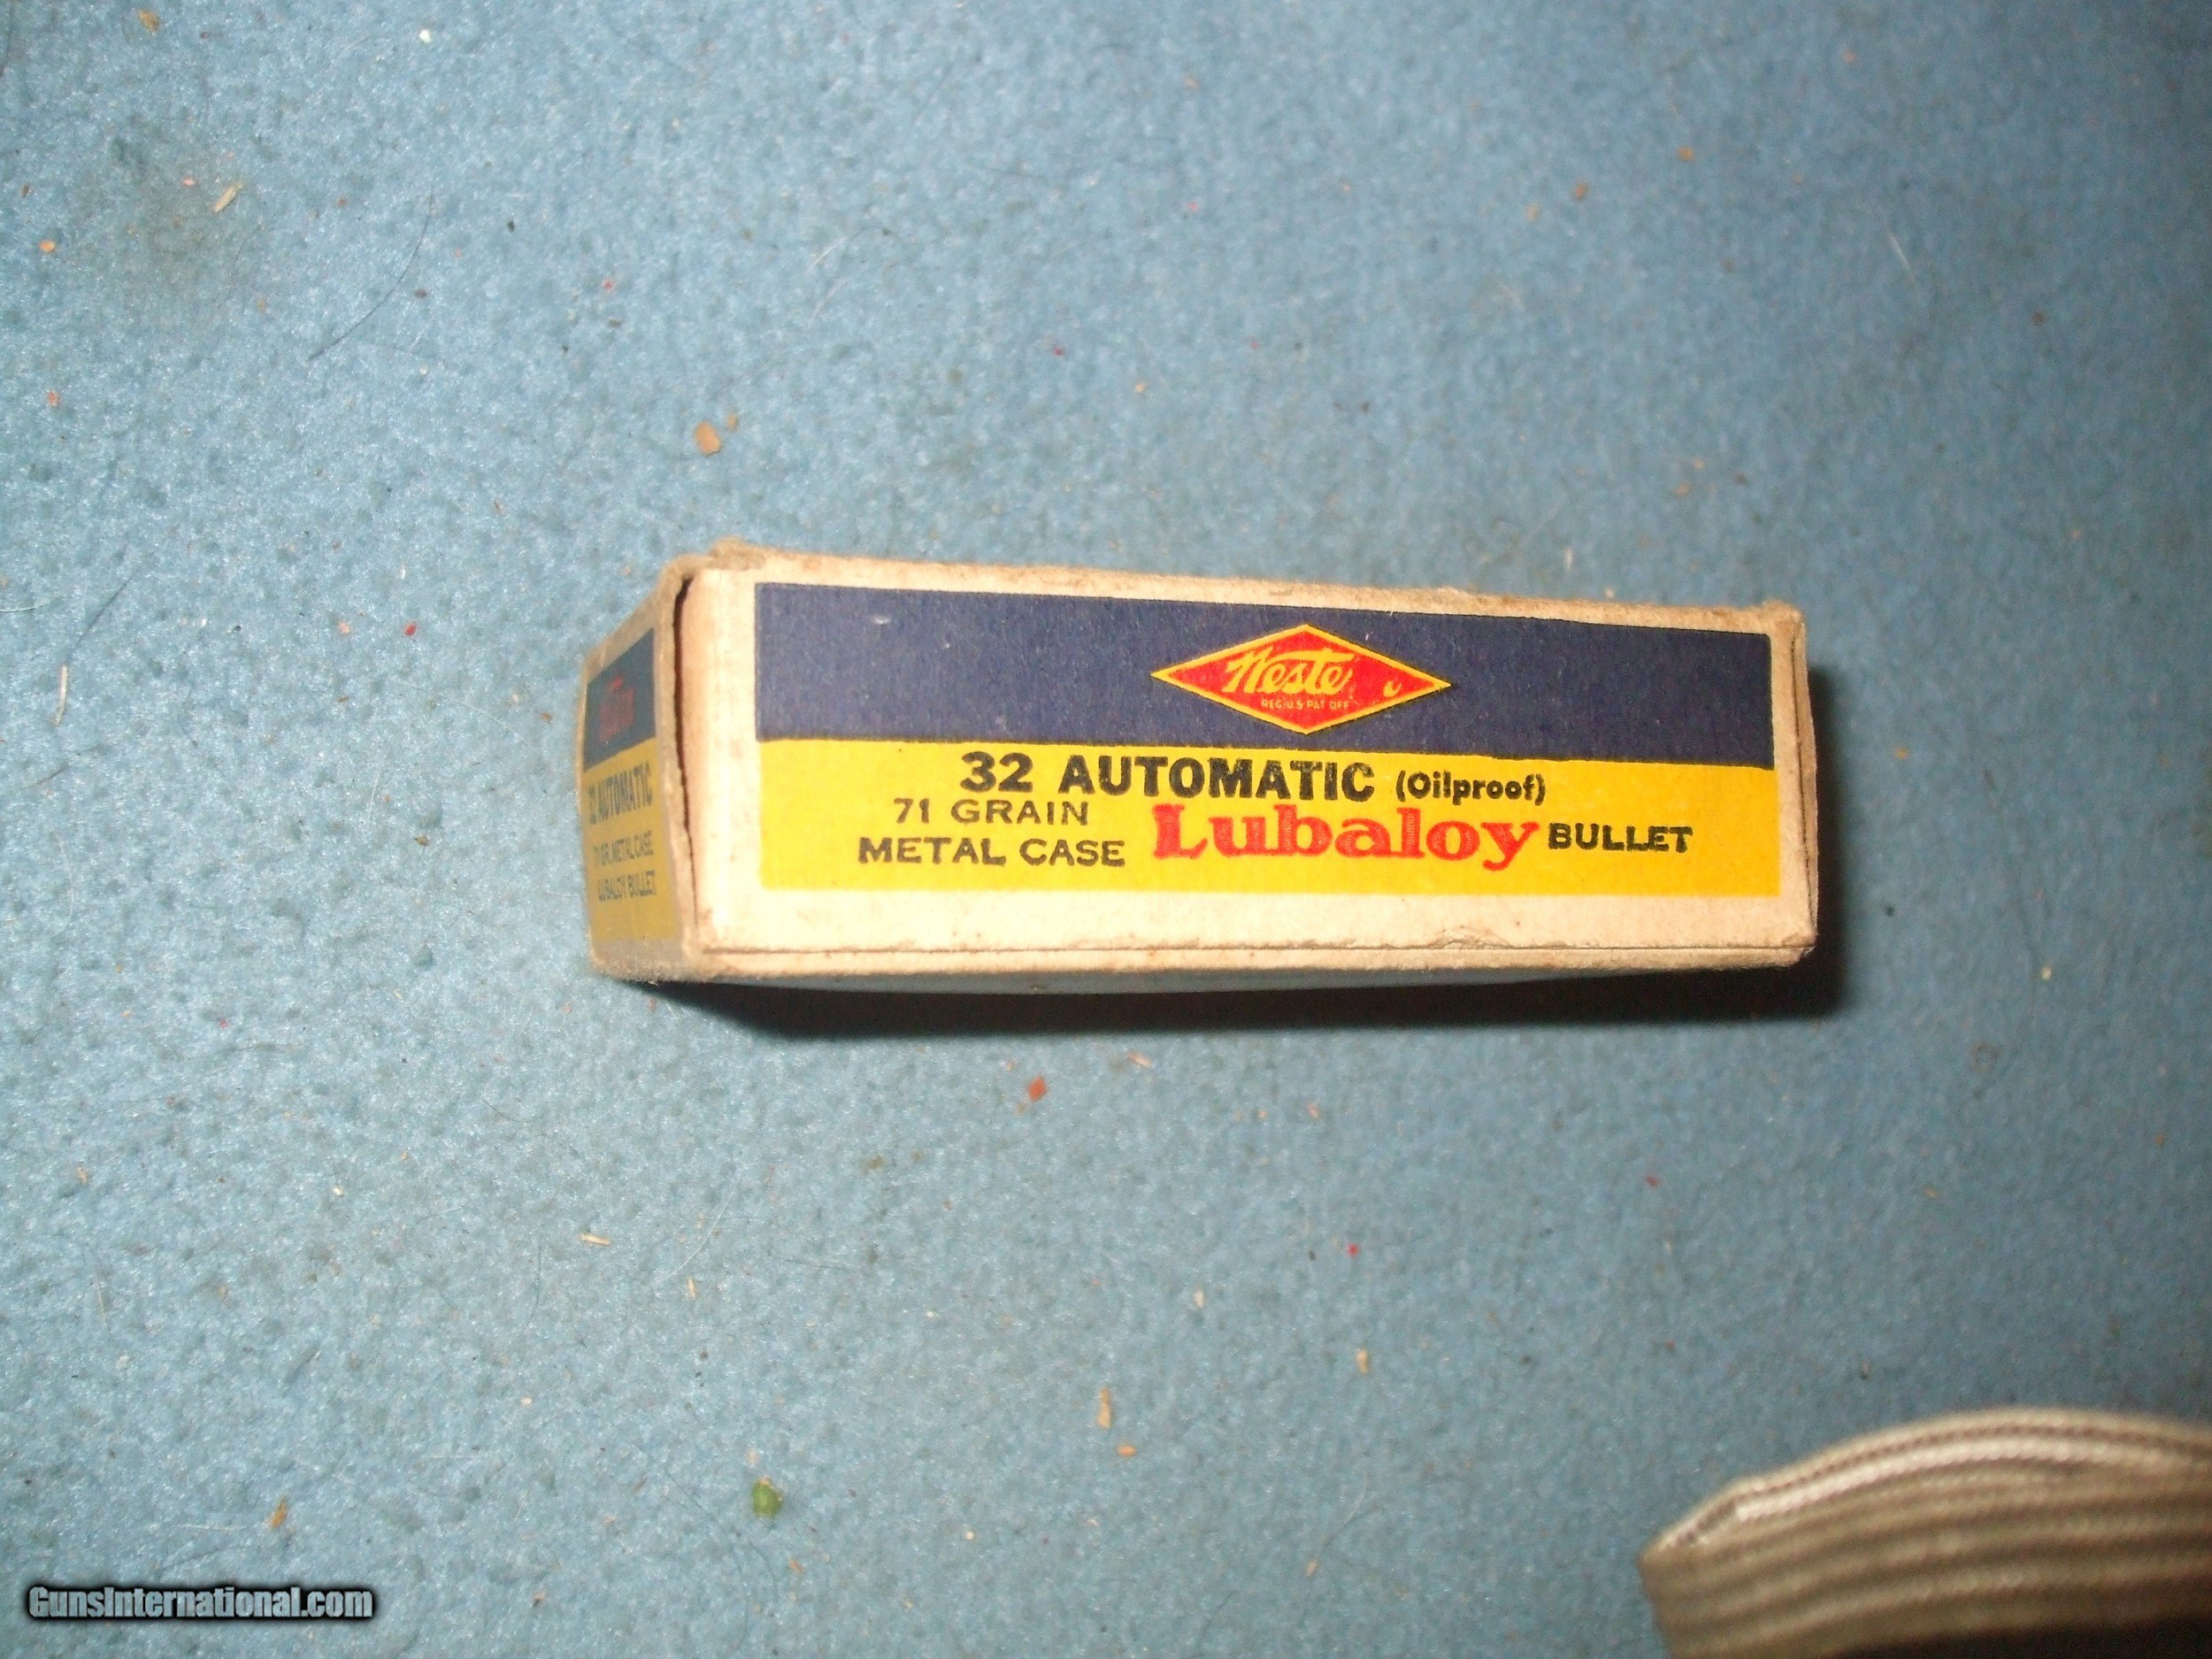 Weste
REG. U.S. PAT. OFF.
32 AUTOMATIC (Oilproof)
71 GRAIN
METAL CASE Lubaloy BULLET
32 AUTOMATIC
71 GR. METAL CASE
LUBALOY BULLET
GunsInternational.com